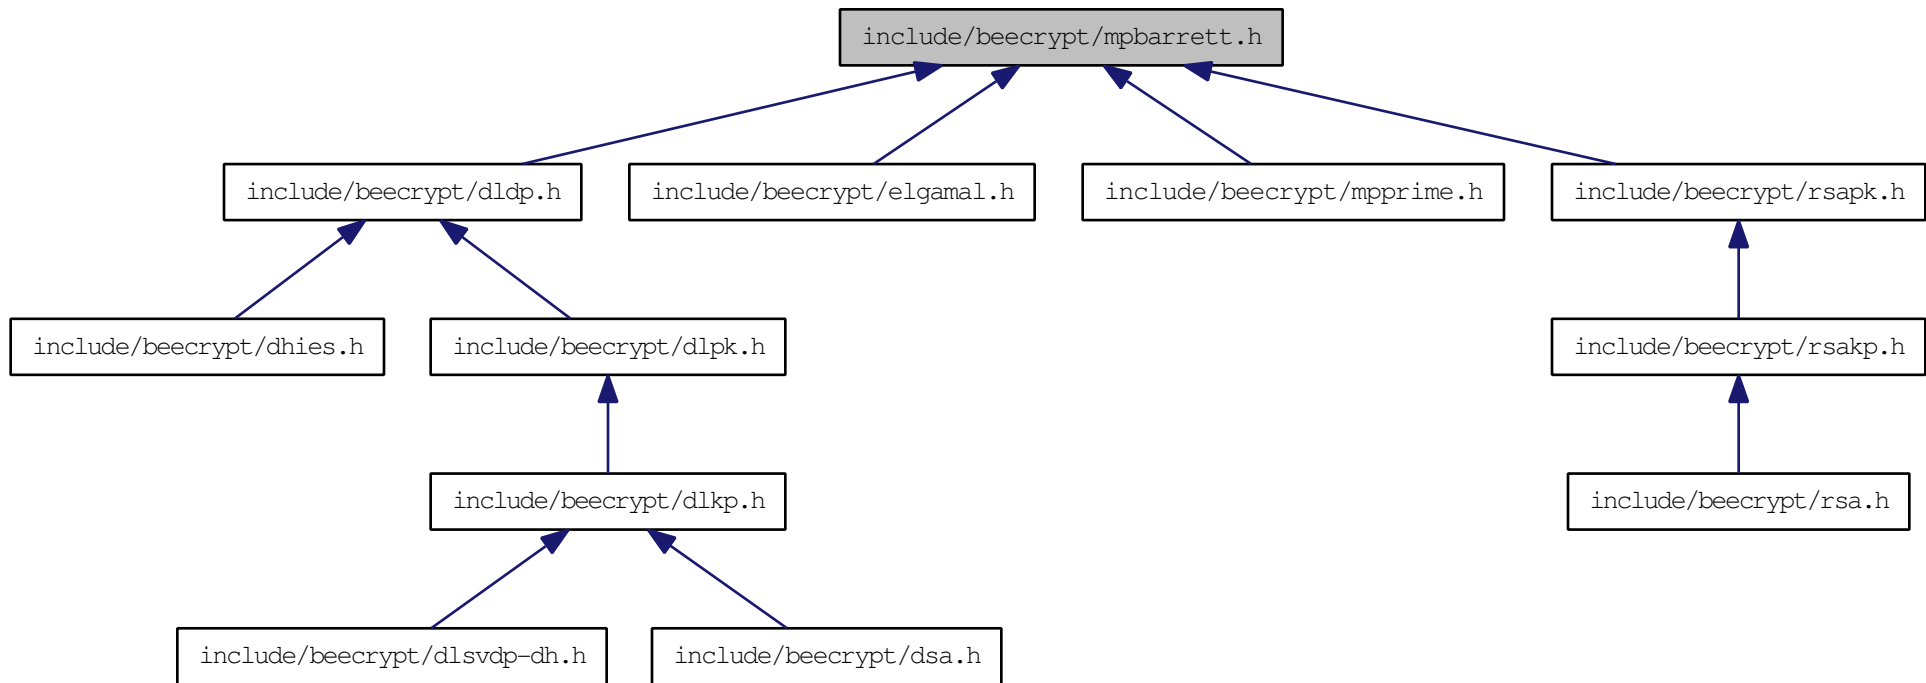 include/beecrypt/mpbarrett.h
include/beecrypt/dldp.h
include/beecrypt/elgamal.h
include/beecrypt/mpprime.h
include/beecrypt/rsapk.h
include/beecrypt/dhies.h
include/beecrypt/dlpk.h
include/beecrypt/rsakp.h
include/beecrypt/dlkp.h
include/beecrypt/rsa.h
include/beecrypt/dlsvdp-dh.h
include/beecrypt/dsa.h